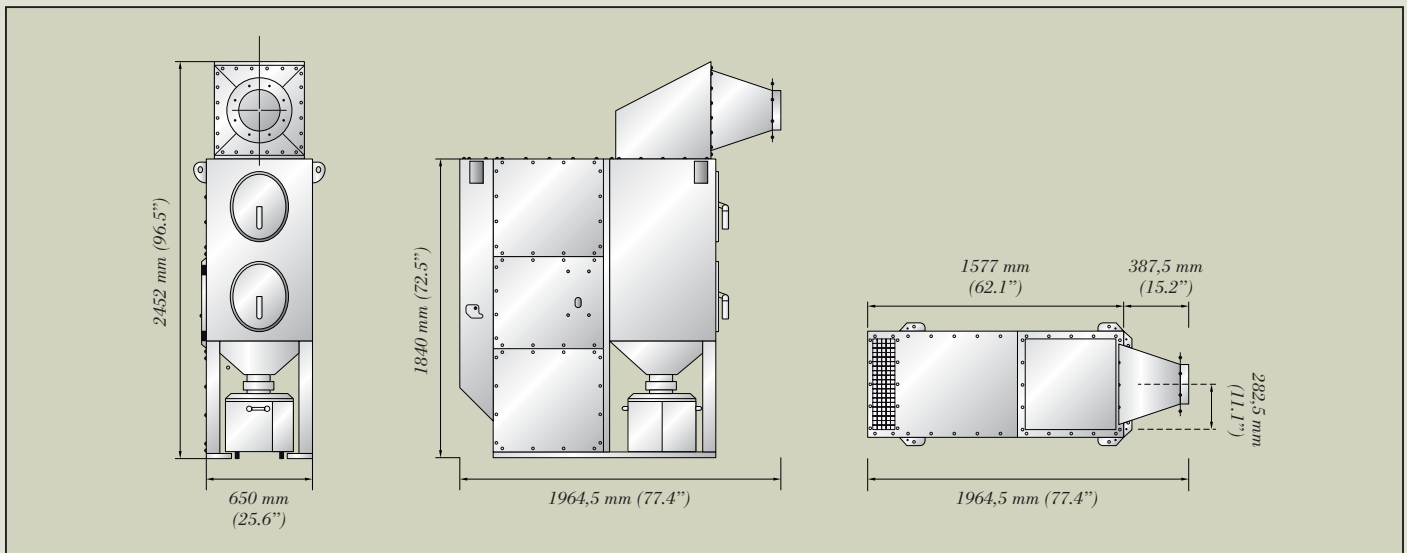 2452 mm (96.5”)
650 mm
(25.6”)
1840 mm (72.5”)
1964,5 mm (77.4”)
1577 mm
(62.1”)
387,5 mm
(15.2”)
282,5 mm
(11.1”)
1964,5 mm (77.4”)